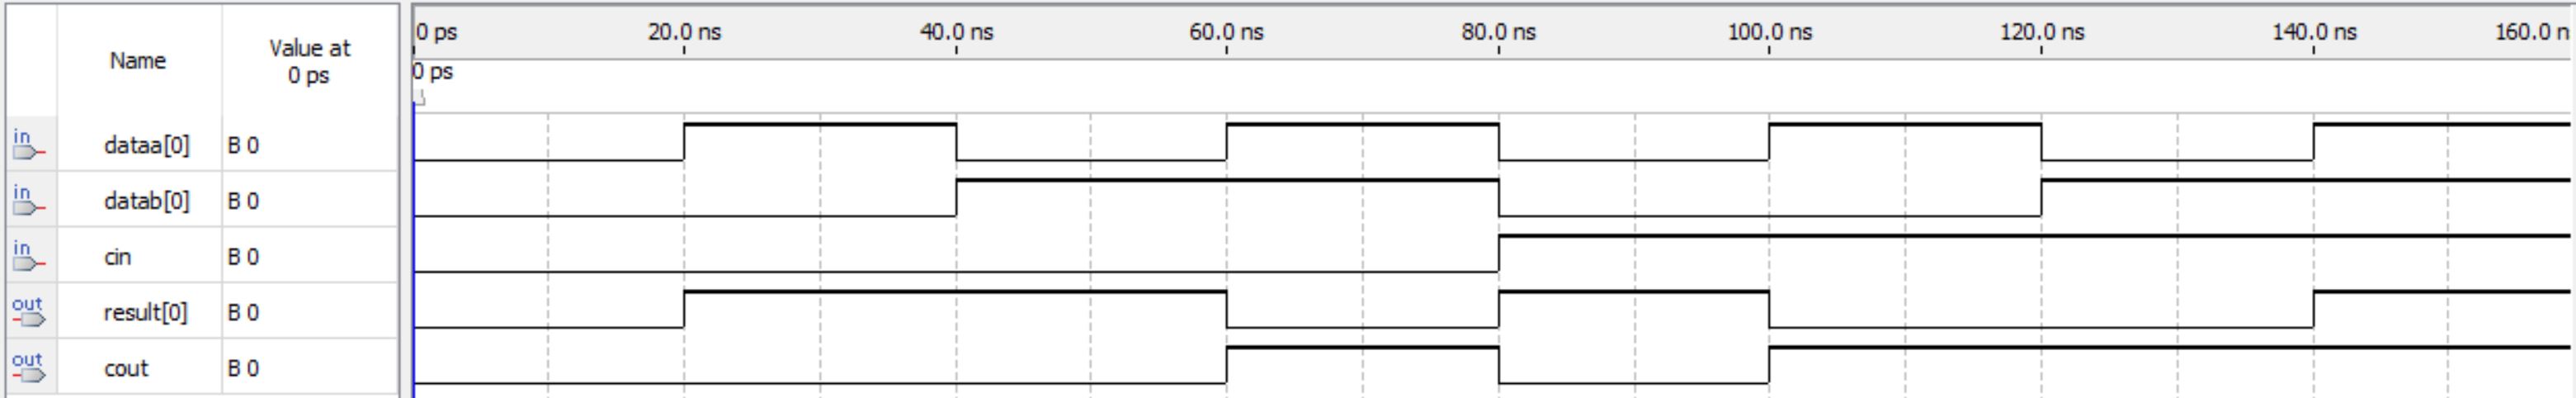 0 ps 20.0 ns 40.0 ns 60.0 ns 80.0 ns 100.0 ns 120.0 ns 140.0 ns 160.0 n
Name Value at
0 ps
0 ps
in dataa[0] B 0
in datab[0] B 0
in cin B 0
out result[0] B 0
out cout B 0